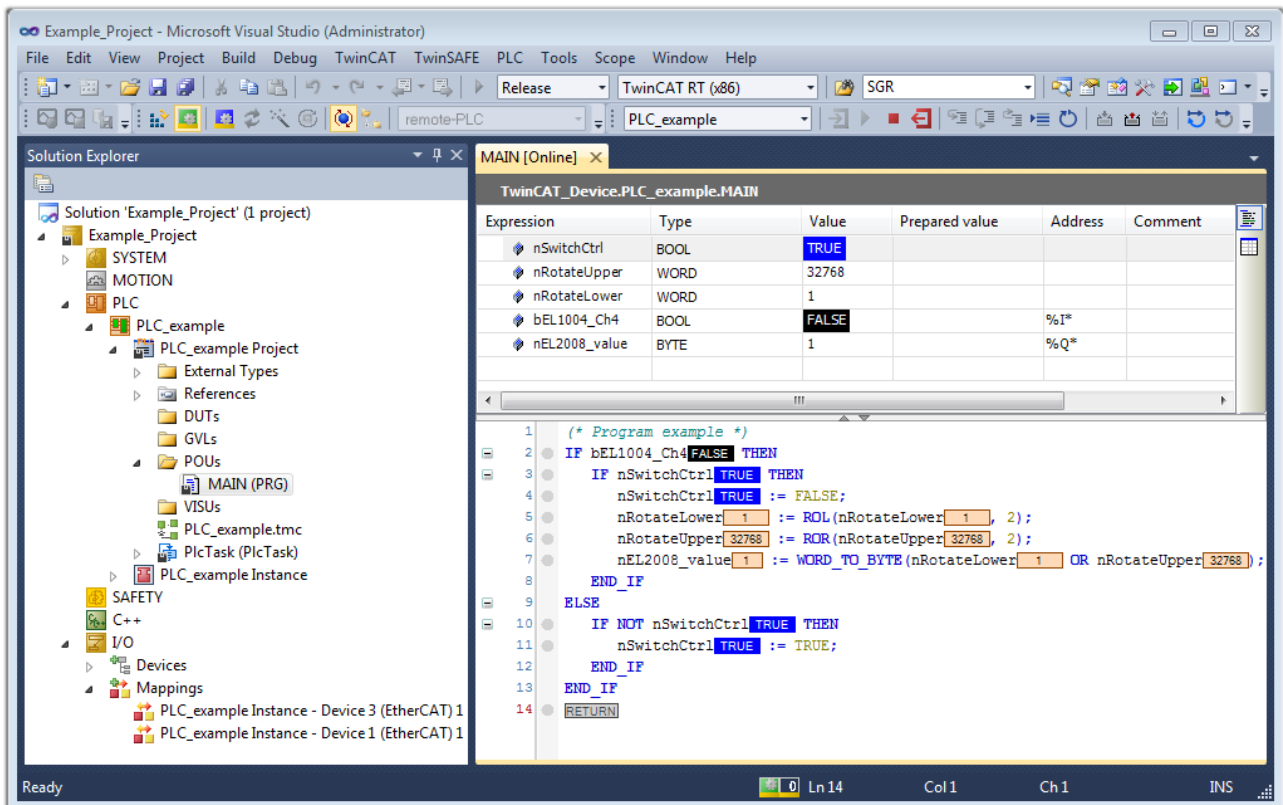 Example_Project - Microsoft Visual Studio (Administrator)
File Edit View Project Build Debug TwinCAT TwinSAFE PLC Tools Scope Window Help
Release TwinCAT RT (x86) SGR
remote-PLC PLC_example
Solution Explorer
Solution 'Example_Project' (1 project)
Example_Project
SYSTEM
MOTION
PLC
PLC_example
PLC_example Project
External Types
References
DUTs
GVLs
POUs
MAIN (PRG)
VISUs
PLC_example.tmc
PlcTask (PlcTask)
PLC_example Instance
SAFETY
C++
I/O
Devices
Mappings
PLC_example Instance - Device 3 (EtherCAT) 1
PLC_example Instance - Device 1 (EtherCAT) 1
MAIN [Online]
TwinCAT_Device.PLC_example.MAIN
Expression Type Value Prepared value Address Comment
nSwitchCtrl BOOL TRUE
nRotateUpper WORD 32768
nRotateLower WORD 1
bEL1004_Ch4 BOOL FALSE %I*
nEL2008_value BYTE 1 %Q*
1 (* Program example *)
2 IF bEL1004_Ch4 FALSE THEN
3 IF nSwitchCtrl TRUE THEN
4 nSwitchCtrl TRUE := FALSE;
5 nRotateLower 1 := ROL(nRotateLower 1 , 2);
6 nRotateUpper 32768 := ROR(nRotateUpper 32768 , 2);
7 nEL2008_value 1 := WORD_TO_BYTE(nRotateLower 1 OR nRotateUpper 32768 );
8 END_IF
9 ELSE
10 IF NOT nSwitchCtrl TRUE THEN
11 nSwitchCtrl TRUE := TRUE;
12 END_IF
13 END_IF
14 RETURN
Ready 0 Ln 14 Col 1 Ch 1 INS